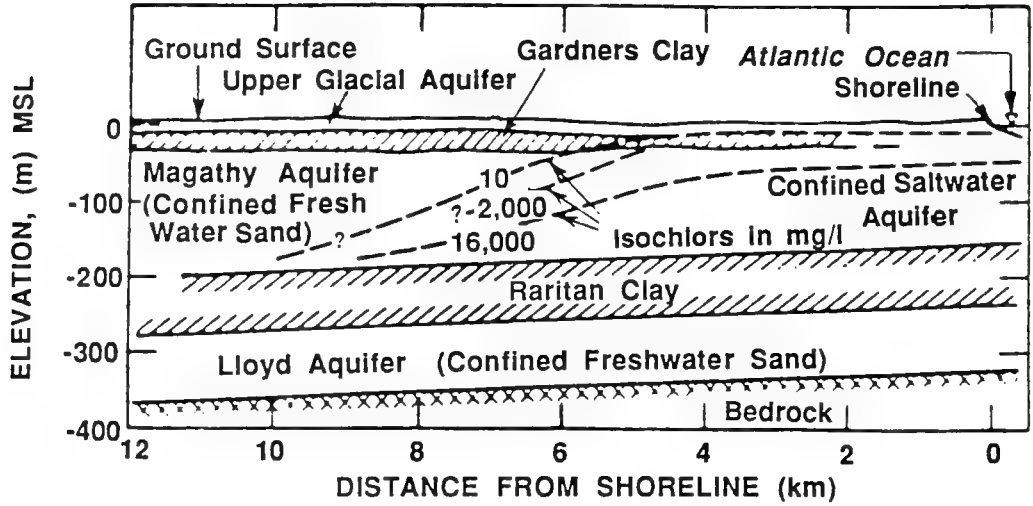 Ground Surface
Upper Glacial Aquifer
Gardners Clay
Atlantic Ocean
Shoreline
ELEVATION, (m) MSL
0
-100
-200
-300
-400
Magathy Aquifer
(Confined Fresh
Water Sand)
?
10
?-2,000
16,000
Isochlors in mg/l
Confined Saltwater
Aquifer
Raritan Clay
Lloyd Aquifer (Confined Freshwater Sand)
Bedrock
12 10 8 6 4 2 0
DISTANCE FROM SHORELINE (km)